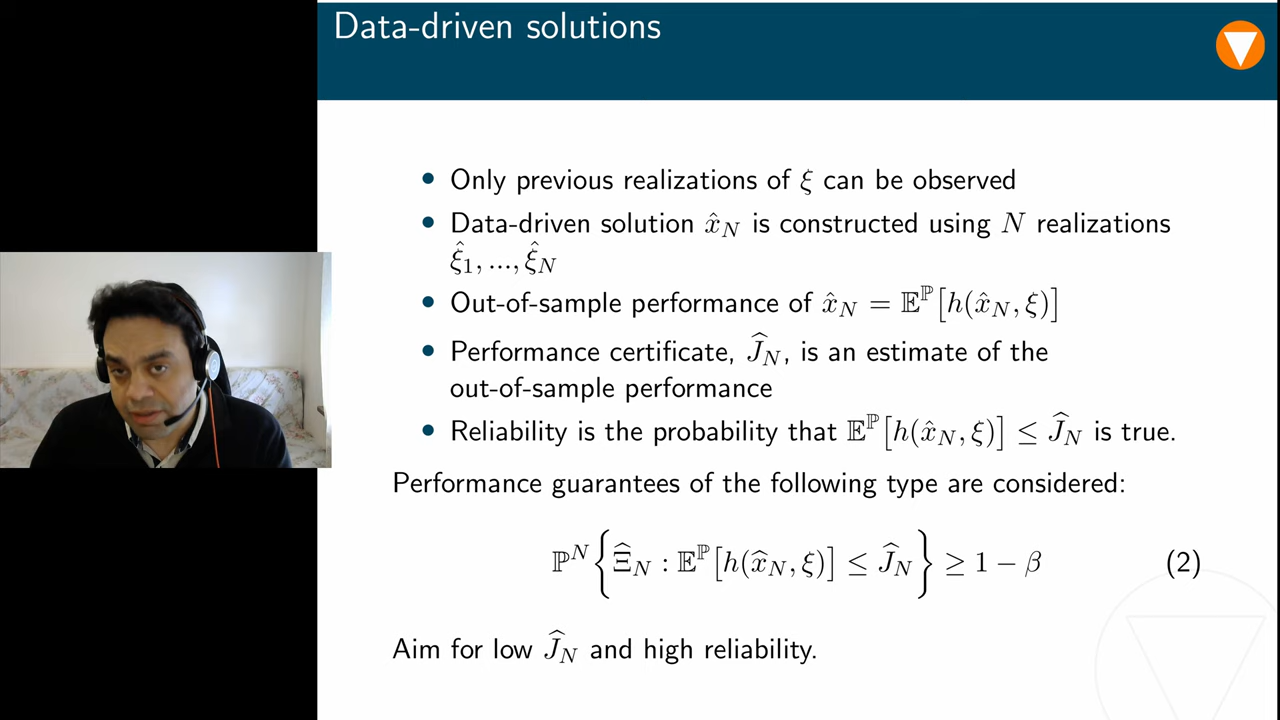 Data-driven solutions
• Only previous realizations of ξ can be observed
• Data-driven solution x̂_N is constructed using N realizations
ξ̂_1, ..., ξ̂_N
• Out-of-sample performance of x̂_N = 𝔼^ℙ[h(x̂_N, ξ)]
• Performance certificate, Ĵ_N, is an estimate of the
out-of-sample performance
• Reliability is the probability that 𝔼^ℙ[h(x̂_N, ξ)] ≤ Ĵ_N is true.
Performance guarantees of the following type are considered:
ℙ^N{Ξ̂_N : 𝔼^ℙ[h(x̂_N, ξ)] ≤ Ĵ_N} ≥ 1 − β (2)
Aim for low Ĵ_N and high reliability.